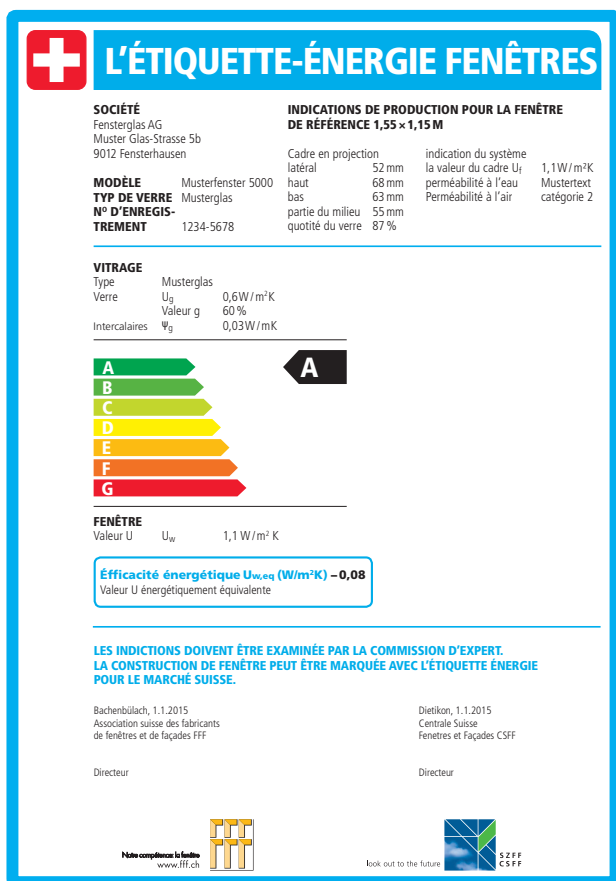 L'ÉTIQUETTE-ÉNERGIE FENÊTRES
SOCIÉTÉ
Fensterglas AG
Muster Glas-Strasse 5b
9012 Fensterhausen
MODÈLE Musterfenster 5000
TYP DE VERRE Musterglas
Nº D'ENREGIS-
TREMENT 1234-5678
INDICATIONS DE PRODUCTION POUR LA FENÊTRE
DE RÉFÉRENCE 1,55 × 1,15 M
Cadre en projection
latéral 52 mm
haut 68 mm
bas 63 mm
partie du milieu 55 mm
quotité du verre 87 %
indication du système
la valeur du cadre Uf 1,1 W/m²K
perméabilité à l'eau Mustertext
Perméabilité à l'air catégorie 2
VITRAGE
Type Musterglas
Verre Ug 0,6 W/m²K
Valeur g 60 %
Intercalaires Ψg 0,03 W/mK
A A
B
C
D
E
F
G
FENÊTRE
Valeur U Uw 1,1 W/m² K
Éfficacité énergétique Uw,eq (W/m²K) – 0,08
Valeur U énergétiquement équivalente
LES INDICTIONS DOIVENT ÊTRE EXAMINÉE PAR LA COMMISSION D'EXPERT.
LA CONSTRUCTION DE FENÊTRE PEUT ÊTRE MARQUÉE AVEC L'ÉTIQUETTE ÉNERGIE
POUR LE MARCHÉ SUISSE.
Bachenbülach, 1.1.2015
Association suisse des fabricants
de fenêtres et de façades FFF
Directeur
Dietikon, 1.1.2015
Centrale Suisse
Fenetres et Façades CSFF
Directeur
Notre compétence: la fenêtre
www.fff.ch
look out to the future
SZFF
CSFF